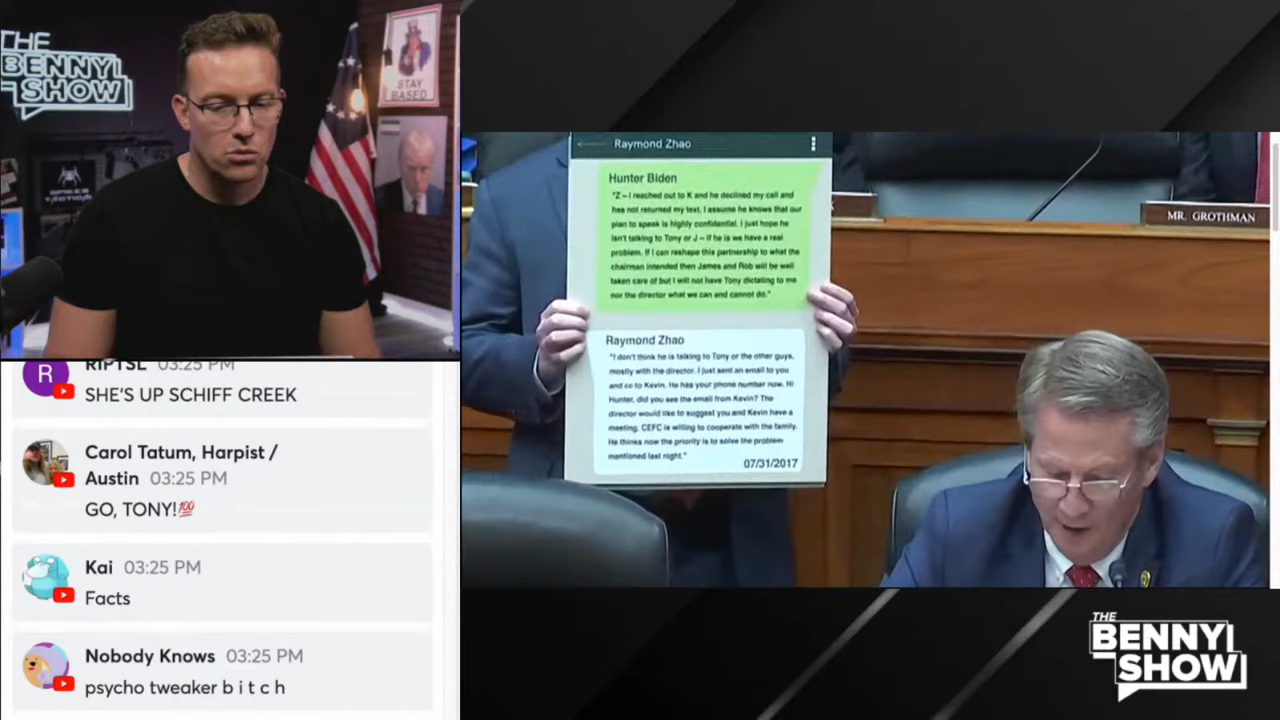 THE
BENNY
SHOW
STAY
BASED
Raymond Zhao
MR. GROTHMAN
Hunter Biden
"Z – I reached out to K and he declined my call and
has not returned my text. I assume he knows that our
plan to speak is highly confidential. I just hope he
isn't talking to Tony or J – if he is we have a real
problem. If I can reshape this partnership to what the
chairman intended then James and Rob will be well
taken care of but I will not have Tony dictating to me
nor the director what we can and cannot do."
Raymond Zhao
"I don't think he is talking to Tony or the other guys,
mostly with the director. I just sent an email to you
and cc to Kevin. He has your phone number now. Hi
Hunter, did you see the email from Kevin? The
director would like to suggest you and Kevin have a
meeting. CEFC is willing to cooperate with the family.
He thinks now the priority is to solve the problem
mentioned last night."
07/31/2017
R
RIPTSL 03:25 PM
SHE'S UP SCHIFF CREEK
Carol Tatum, Harpist /
Austin 03:25 PM
GO, TONY!💯
Kai 03:25 PM
Facts
Nobody Knows 03:25 PM
psycho tweaker b i t c h
THE
BENNY
SHOW